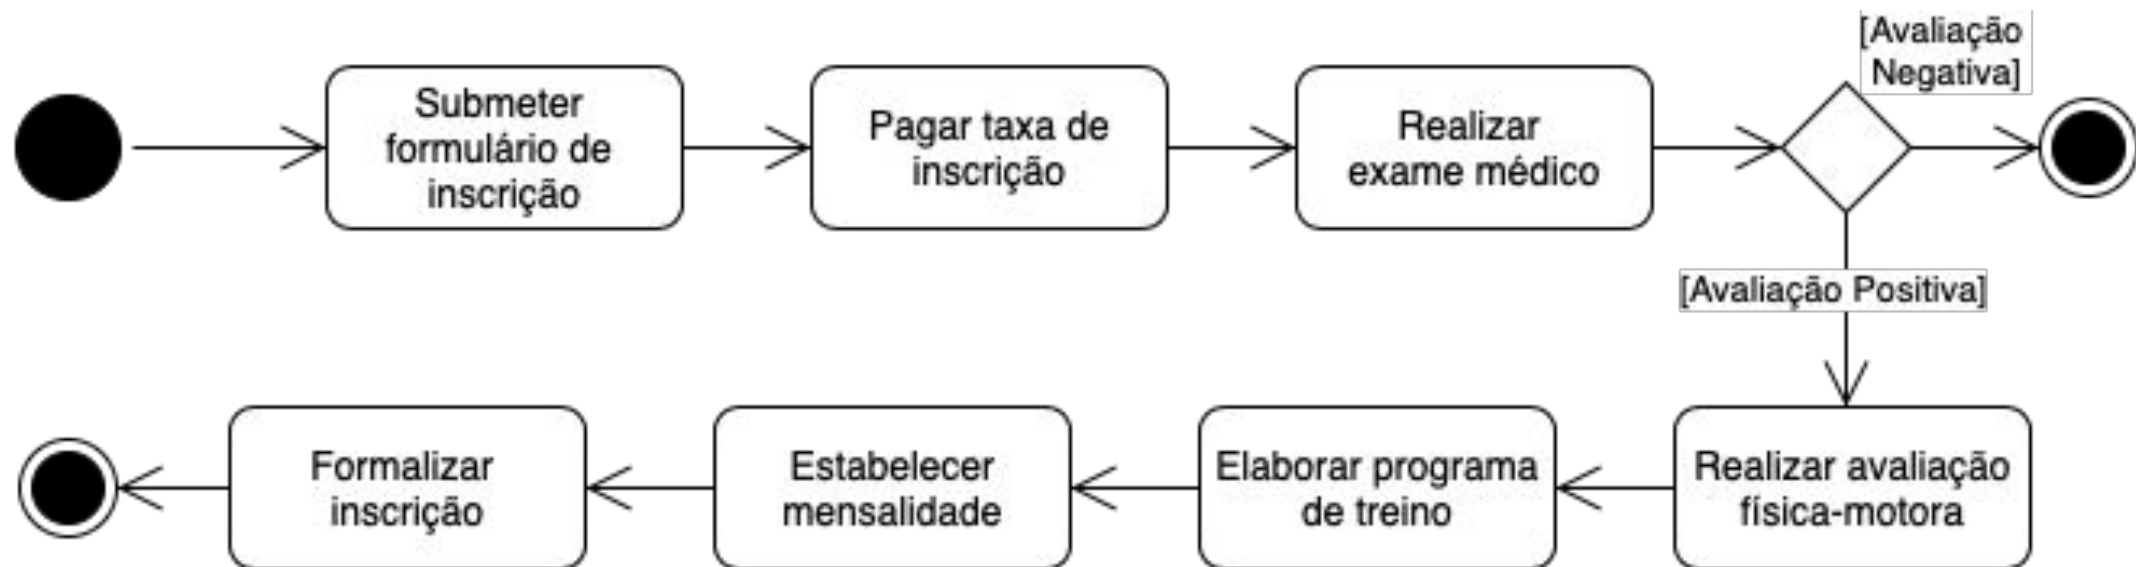 Submeter
formulário de
inscrição
Pagar taxa de
inscrição
Realizar
exame médico
[Avaliação
Negativa]
[Avaliação Positiva]
Realizar avaliação
física-motora
Elaborar programa
de treino
Estabelecer
mensalidade
Formalizar
inscrição